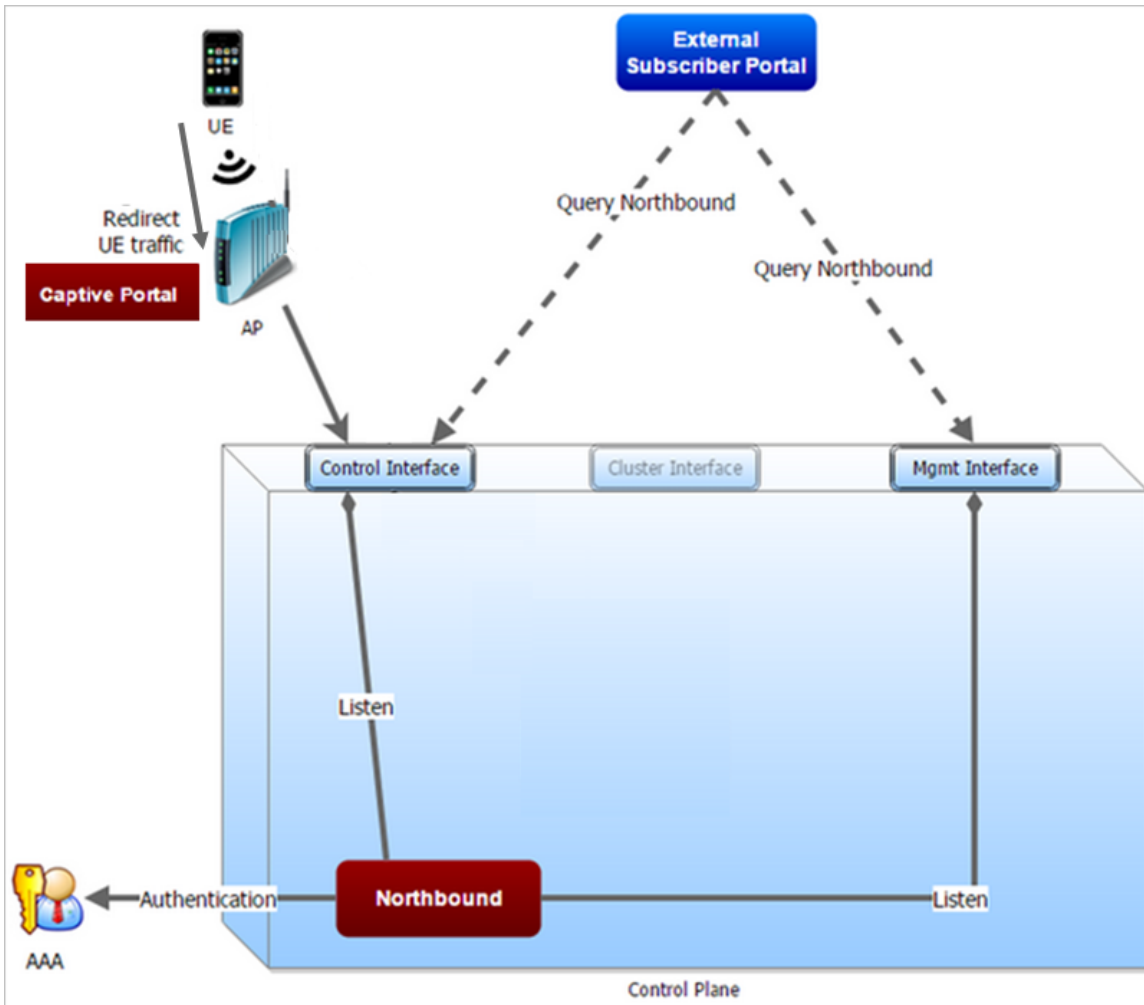 External
Subscriber Portal
UE
Redirect
UE traffic
Captive Portal
AP
Query Northbound
Query Northbound
Control Interface
Cluster Interface
Mgmt Interface
Listen
Northbound
Authentication
Listen
AAA
Control Plane